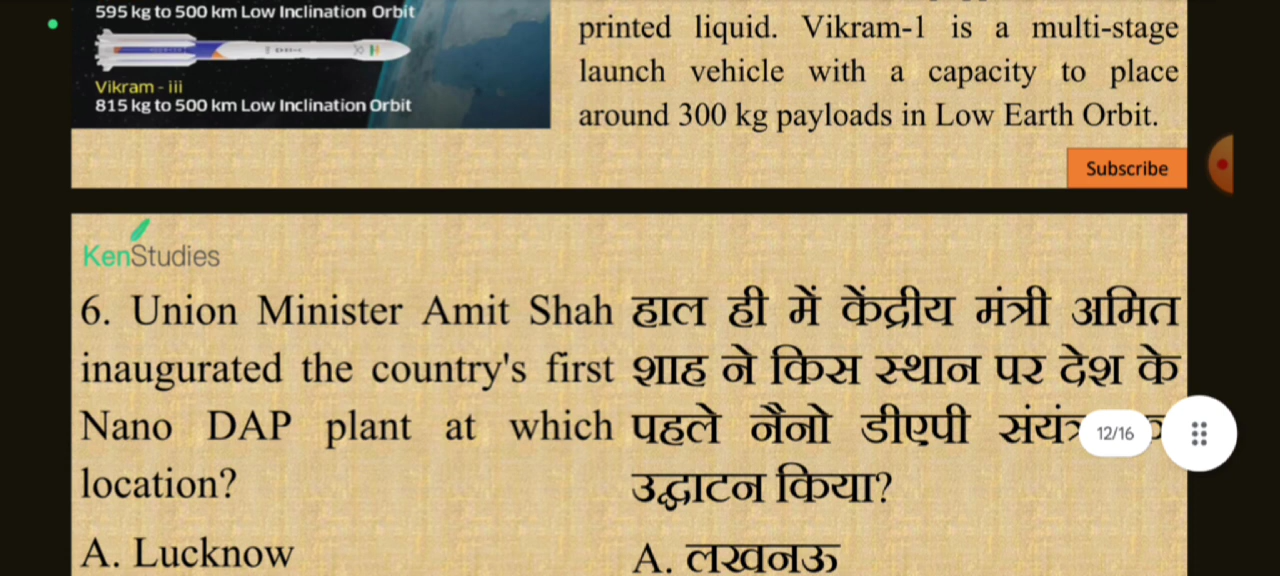 595 kg to 500 km Low Inclination Orbit
Vikram - iii
815 kg to 500 km Low Inclination Orbit
printed liquid. Vikram-1 is a multi-stage
launch vehicle with a capacity to place
around 300 kg payloads in Low Earth Orbit.
Subscribe
KenStudies
6. Union Minister Amit Shah
inaugurated the country's first
Nano DAP plant at which
location?
A. Lucknow
हाल ही में केंद्रीय मंत्री अमित
शाह ने किस स्थान पर देश के
पहले नैनो डीएपी
उद्घाटन किया?
A. लखनऊ
12/16